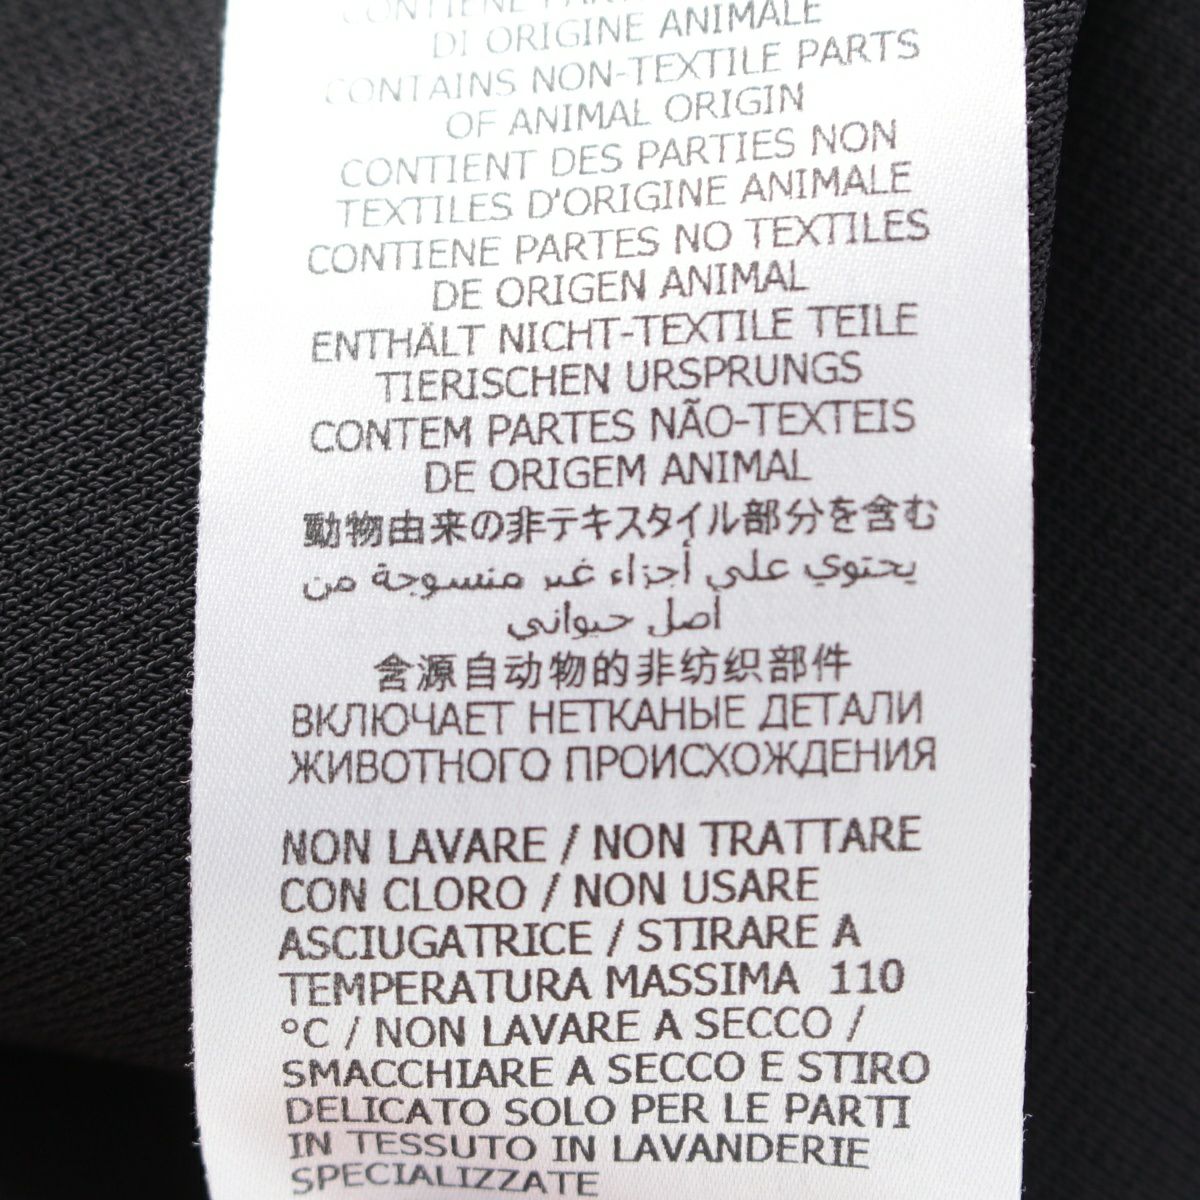 CONTIENE PAR
DI ORIGINE ANIMALE
CONTAINS NON-TEXTILE PARTS
OF ANIMAL ORIGIN
CONTIENT DES PARTIES NON
TEXTILES D'ORIGINE ANIMALE
CONTIENE PARTES NO TEXTILES
DE ORIGEN ANIMAL
ENTHÄLT NICHT-TEXTILE TEILE
TIERISCHEN URSPRUNGS
CONTEM PARTES NÃO-TEXTEIS
DE ORIGEM ANIMAL
動物由来の非テキスタイル部分を含む
يحتوي على أجزاء غير منسوجة من
أصل حيواني
含源自动物的非纺织部件
ВКЛЮЧАЕТ НЕТКАНЫЕ ДЕТАЛИ
ЖИВОТНОГО ПРОИСХОЖДЕНИЯ
NON LAVARE / NON TRATTARE
CON CLORO / NON USARE
ASCIUGATRICE / STIRARE A
TEMPERATURA MASSIMA 110
°C / NON LAVARE A SECCO /
SMACCHIARE A SECCO E STIRO
DELICATO SOLO PER LE PARTI
IN TESSUTO IN LAVANDERIE
SPECIALIZZATE